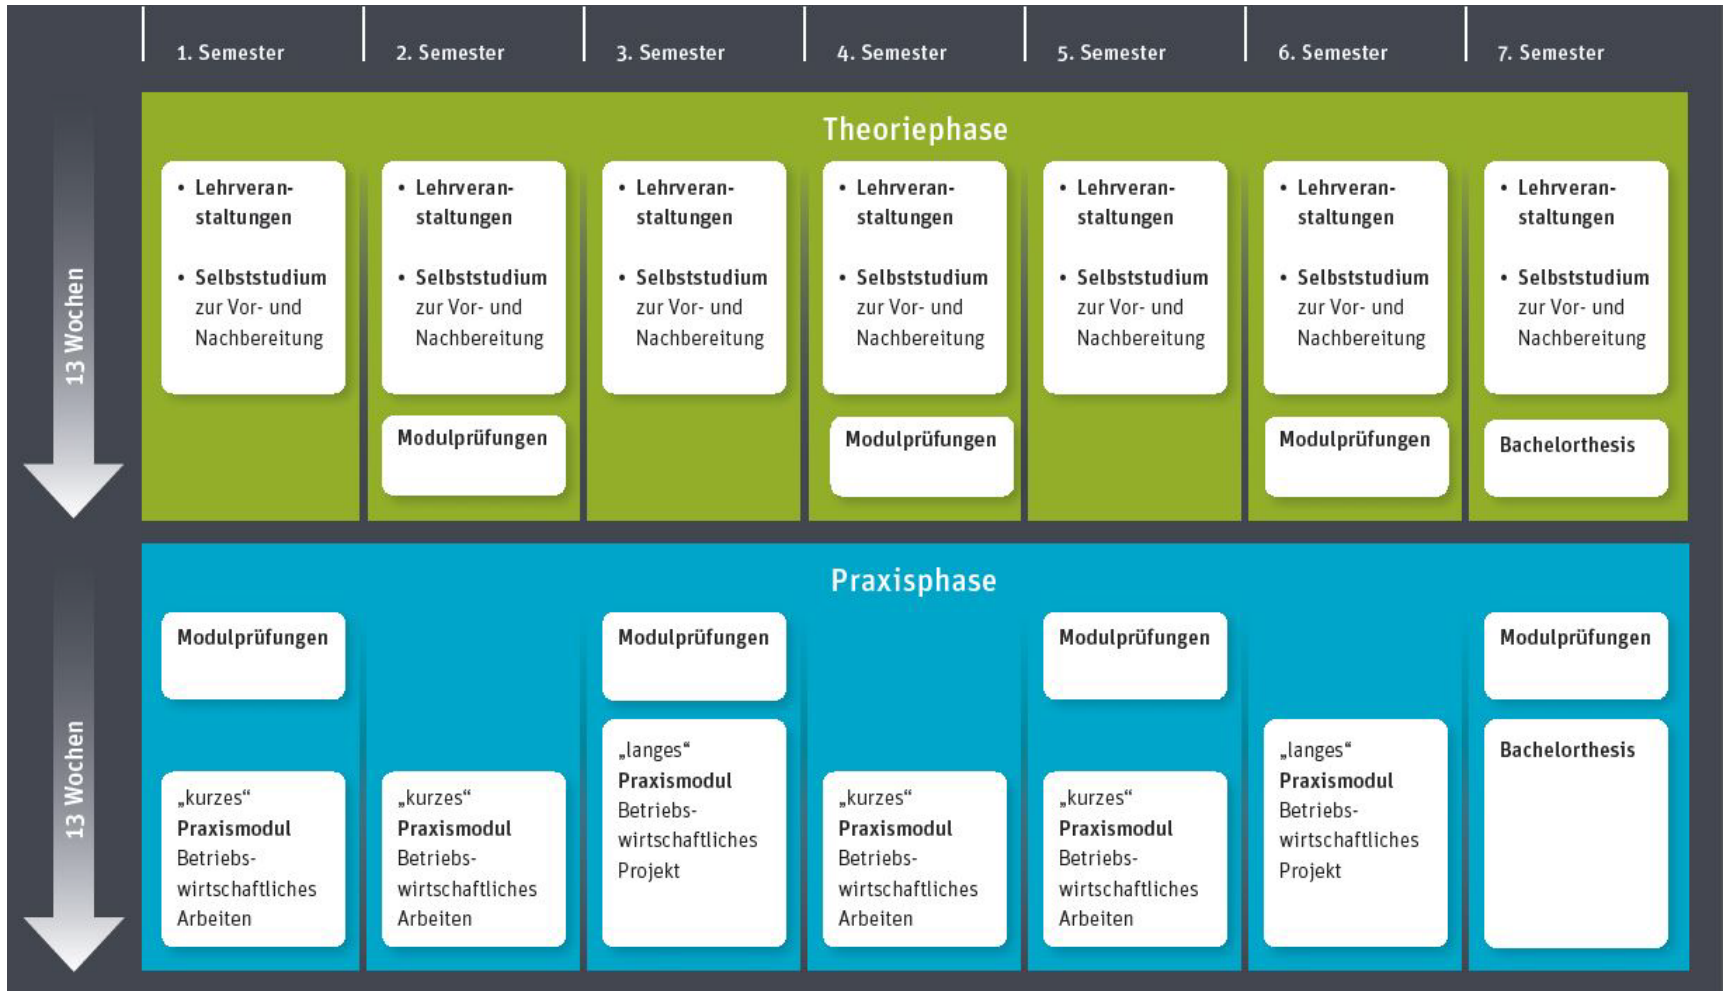 1. Semester
2. Semester
3. Semester
4. Semester
5. Semester
6. Semester
7. Semester
13 Wochen
Theoriephase
• Lehrveran-
staltungen
• Selbststudium
zur Vor- und
Nachbereitung
• Lehrveran-
staltungen
• Selbststudium
zur Vor- und
Nachbereitung
Modulprüfungen
• Lehrveran-
staltungen
• Selbststudium
zur Vor- und
Nachbereitung
• Lehrveran-
staltungen
• Selbststudium
zur Vor- und
Nachbereitung
Modulprüfungen
• Lehrveran-
staltungen
• Selbststudium
zur Vor- und
Nachbereitung
• Lehrveran-
staltungen
• Selbststudium
zur Vor- und
Nachbereitung
Modulprüfungen
• Lehrveran-
staltungen
• Selbststudium
zur Vor- und
Nachbereitung
Bachelorthesis
13 Wochen
Praxisphase
Modulprüfungen
„kurzes“
Praxismodul
Betriebs-
wirtschaftliches
Arbeiten
„kurzes“
Praxismodul
Betriebs-
wirtschaftliches
Arbeiten
Modulprüfungen
„langes“
Praxismodul
Betriebs-
wirtschaftliches
Projekt
„kurzes“
Praxismodul
Betriebs-
wirtschaftliches
Arbeiten
Modulprüfungen
„kurzes“
Praxismodul
Betriebs-
wirtschaftliches
Arbeiten
„langes“
Praxismodul
Betriebs-
wirtschaftliches
Projekt
Modulprüfungen
Bachelorthesis